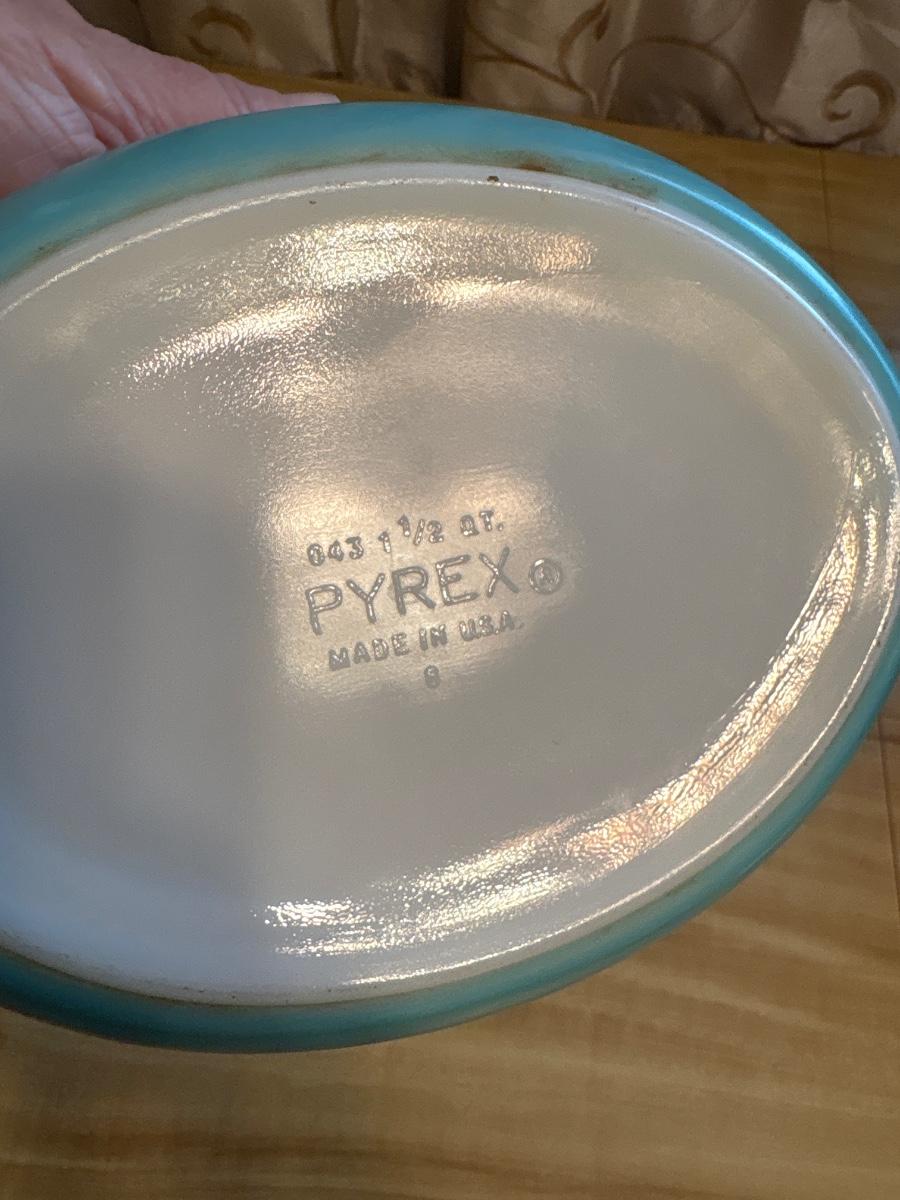 043 1 1/2 QT.
PYREX ®
MADE IN U.S.A.
8